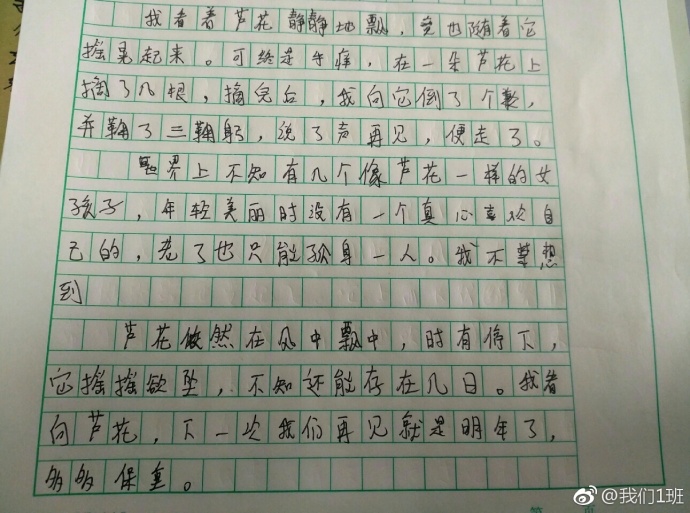 我看着芦花静静地飘,竟也随着它
摇晃起来。可终是手痒,在一朵芦花上
摘了几根,摘完后,我向它倒了个歉,
并鞠了三鞠躬,说了声再见,便走了。
世界上不知有几个像芦花一样的女
孩子,年轻美丽时没有一个真心喜欢自
己的,老了也只能孤身一人。我不禁想
到
芦花依然在风中飘中,时有停下,
它摇摇欲坠,不知还能存在几日。我看
向芦花,下一次我们再见就是明年了,
多多保重。
@我们1班